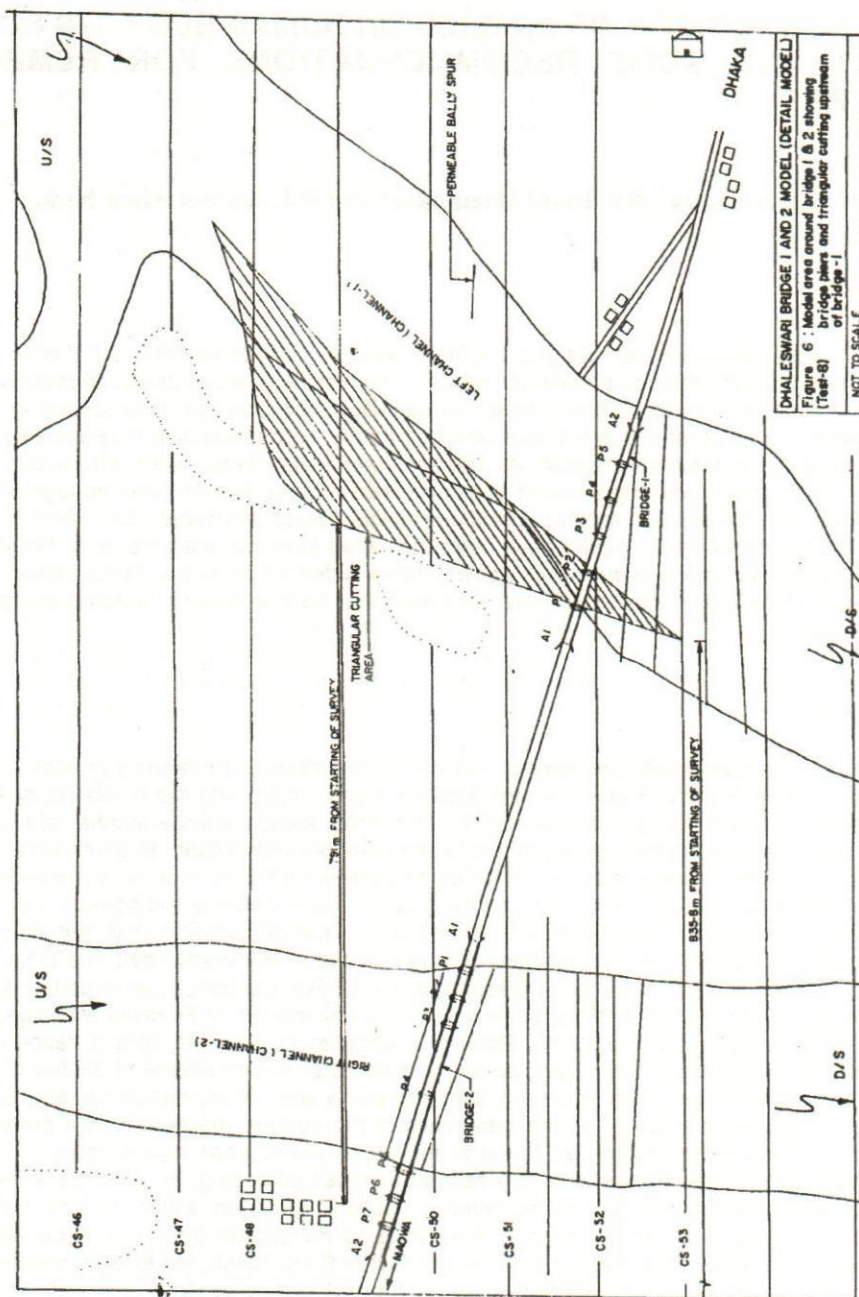 U/S
U/S
CS-46
CS-47
CS-48
CS-50
CS-51
CS-52
CS-53
PERMEABLE BALLY SPUR
LEFT CHANNEL (CHANNEL-1)
TRIANGULAR CUTTING
AREA
791 m FROM STARTING OF SURVEY
835·8m FROM STARTING OF SURVEY
RIGHT CHANNEL ( CHANNEL-2)
A2
P7
P6
P5
P4
P3
P2
P1
A1
MAOWA
BRIDGE-2
A1
P1
P2
P3
P4
P5
A2
BRIDGE-1
DHAKA
D/S
D/S
DHALESWARI BRIDGE 1 AND 2 MODEL (DETAIL MODEL)
Figure 6 : Model area around bridge 1 & 2 showing
(Test-8) bridge piers and triangular cutting upstream
of bridge -1
NOT TO SCALE